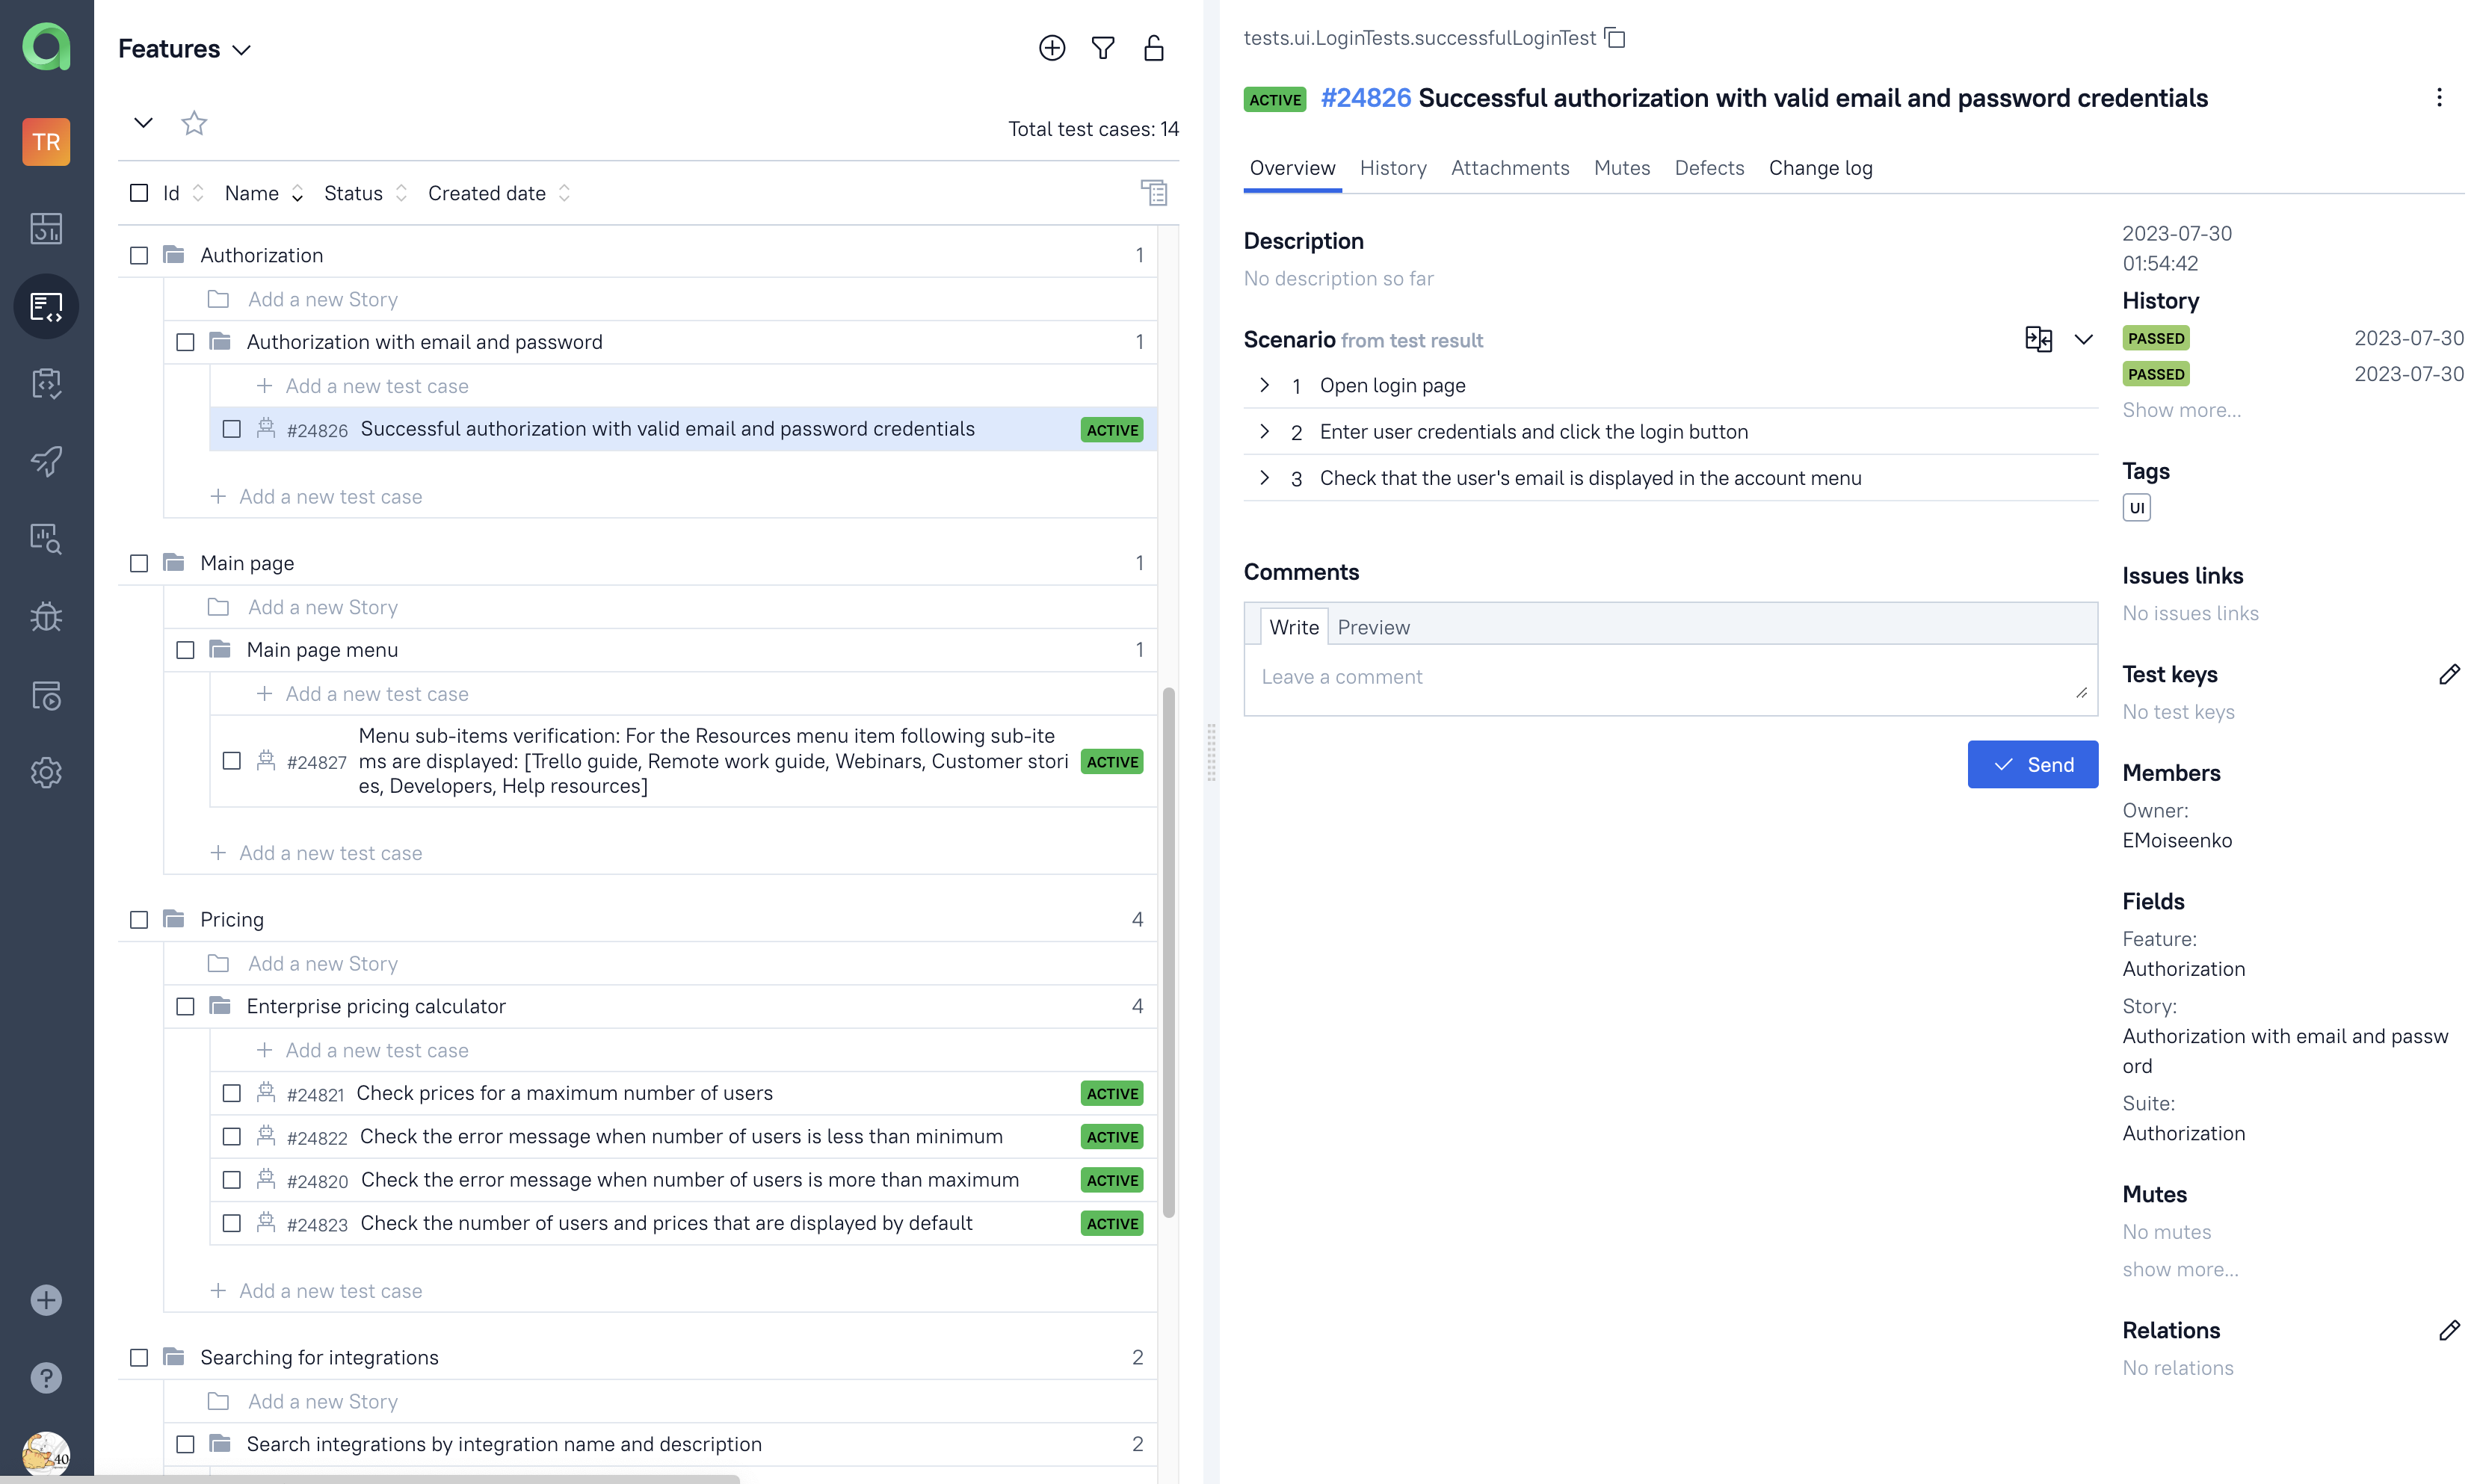 TR
40
Features
Total test cases: 14
Id Name Status Created date
Authorization 1
Add a new Story
Authorization with email and password 1
Add a new test case
#24826 Successful authorization with valid email and password credentials ACTIVE
Add a new test case
Main page 1
Add a new Story
Main page menu 1
Add a new test case
#24827 Menu sub-items verification: For the Resources menu item following sub-ite
ms are displayed: [Trello guide, Remote work guide, Webinars, Customer stori
es, Developers, Help resources] ACTIVE
Add a new test case
Pricing 4
Add a new Story
Enterprise pricing calculator 4
Add a new test case
#24821 Check prices for a maximum number of users ACTIVE
#24822 Check the error message when number of users is less than minimum ACTIVE
#24820 Check the error message when number of users is more than maximum ACTIVE
#24823 Check the number of users and prices that are displayed by default ACTIVE
Add a new test case
Searching for integrations 2
Add a new Story
Search integrations by integration name and description 2
tests.ui.LoginTests.successfulLoginTest
ACTIVE #24826 Successful authorization with valid email and password credentials
Overview History Attachments Mutes Defects Change log
Description
No description so far
Scenario from test result
1 Open login page
2 Enter user credentials and click the login button
3 Check that the user's email is displayed in the account menu
Comments
Write Preview
Leave a comment
Send
2023-07-30
01:54:42
History
PASSED 2023-07-30
PASSED 2023-07-30
Show more...
Tags
UI
Issues links
No issues links
Test keys
No test keys
Members
Owner:
EMoiseenko
Fields
Feature:
Authorization
Story:
Authorization with email and passw
ord
Suite:
Authorization
Mutes
No mutes
show more...
Relations
No relations